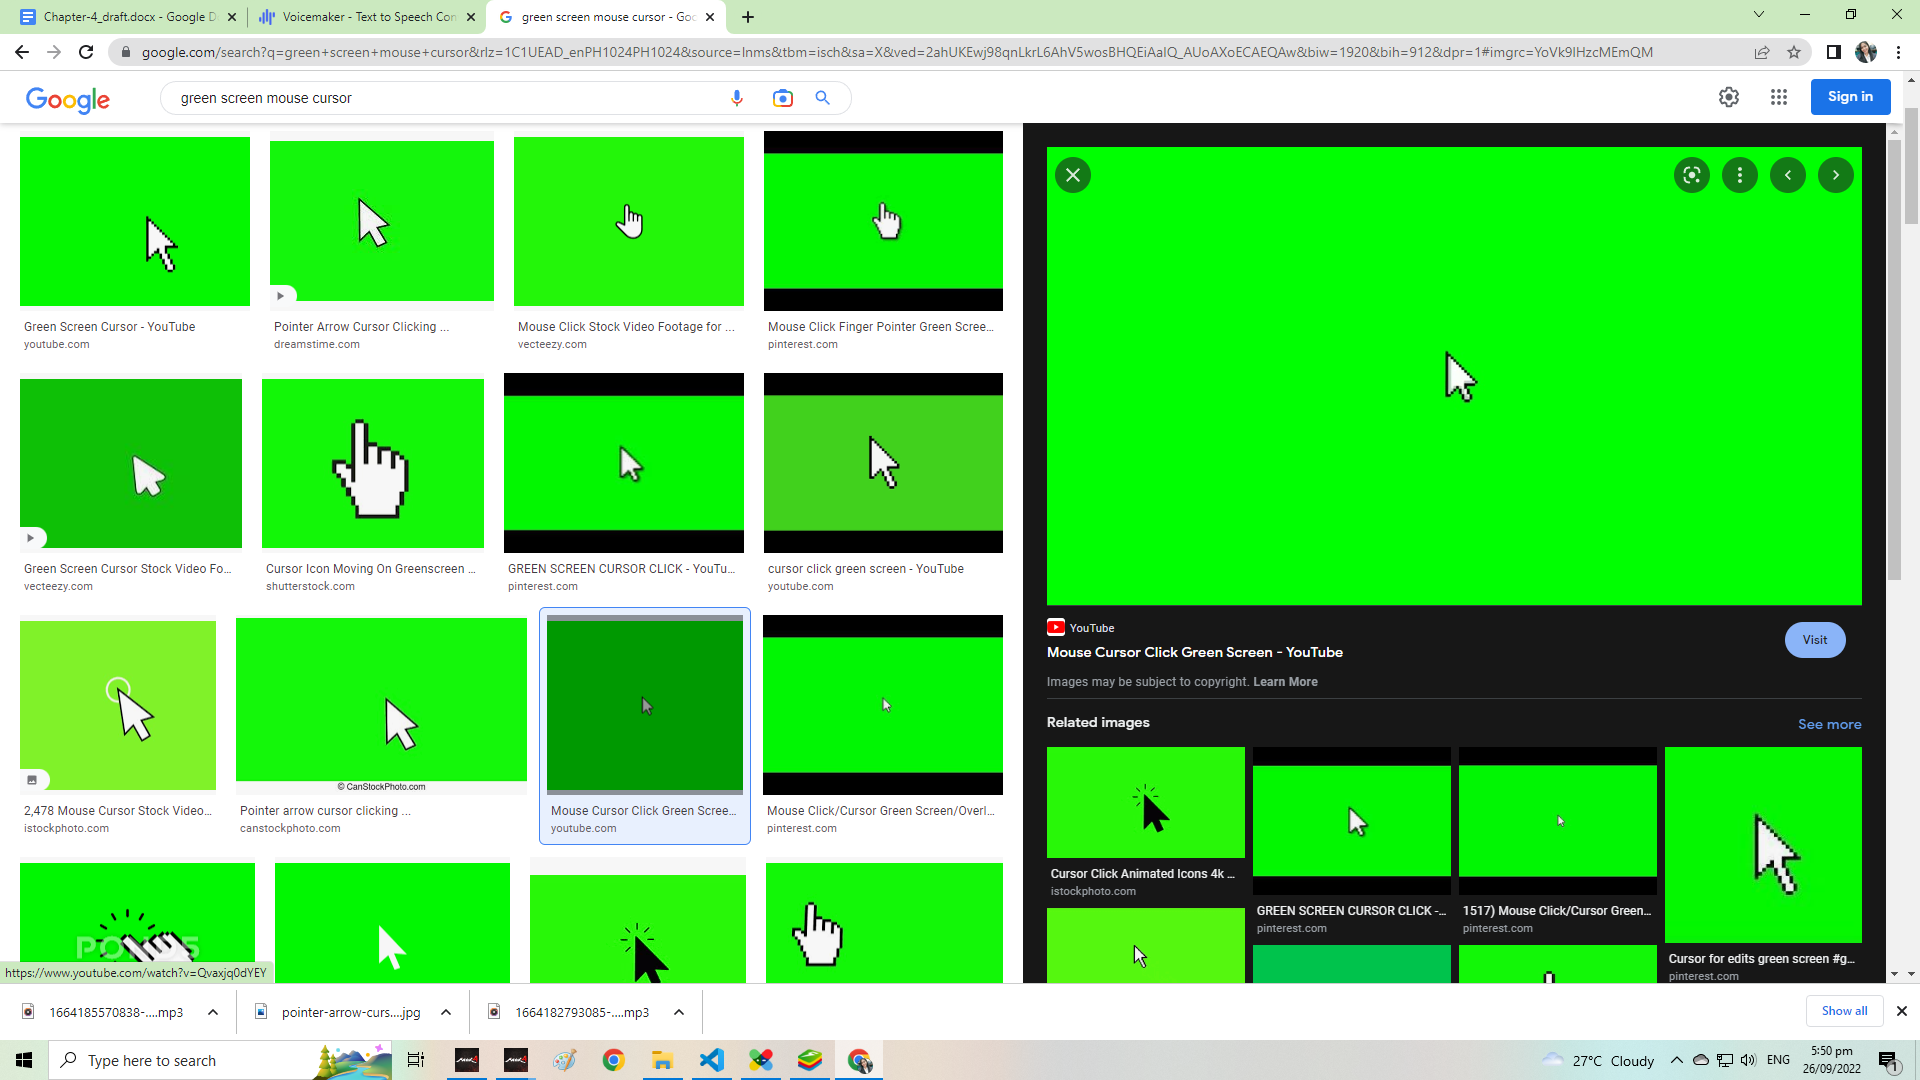 Chapter-4_draft.docx - Google D
Voicemaker - Text to Speech Con
green screen mouse cursor - Goo
google.com/search?q=green+screen+mouse+cursor&rlz=1C1UEAD_enPH1024PH1024&source=lnms&tbm=isch&sa=X&ved=2ahUKEwj98qnLkrL6AhV5wosBHQEiAaIQ_AUoAXoECAEQAw&biw=1920&bih=912&dpr=1#imgrc=YoVk9IHzcMEmQM
Google
green screen mouse cursor
Sign in
Green Screen Cursor - YouTube
youtube.com
Pointer Arrow Cursor Clicking ...
dreamstime.com
Mouse Click Stock Video Footage for ...
vecteezy.com
Mouse Click Finger Pointer Green Scree...
pinterest.com
Green Screen Cursor Stock Video Fo...
vecteezy.com
Cursor Icon Moving On Greenscreen ...
shutterstock.com
GREEN SCREEN CURSOR CLICK - YouTu...
pinterest.com
cursor click green screen - YouTube
youtube.com
2,478 Mouse Cursor Stock Video...
istockphoto.com
© CanStockPhoto.com
Pointer arrow cursor clicking ...
canstockphoto.com
Mouse Cursor Click Green Scree...
youtube.com
Mouse Click/Cursor Green Screen/Overl...
pinterest.com
https://www.youtube.com/watch?v=Qvaxjq0dYEY
YouTube
Mouse Cursor Click Green Screen - YouTube
Visit
Images may be subject to copyright. Learn More
Related images
See more
Cursor Click Animated Icons 4k ...
istockphoto.com
GREEN SCREEN CURSOR CLICK -...
pinterest.com
1517) Mouse Click/Cursor Green...
pinterest.com
Cursor for edits green screen #g...
pinterest.com
1664185570838-....mp3
pointer-arrow-curs....jpg
1664182793085-....mp3
Show all
Type here to search
27°C Cloudy
ENG
5:50 pm
26/09/2022
1